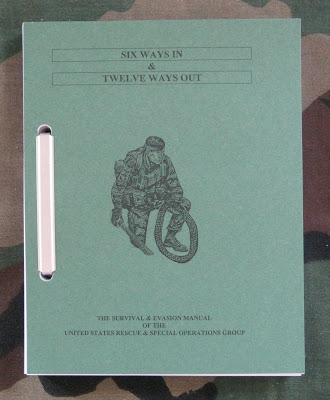 SIX WAYS IN
&
TWELVE WAYS OUT
THE SURVIVAL & EVASION MANUAL
OF THE
UNITED STATES RESCUE & SPECIAL OPERATIONS GROUP